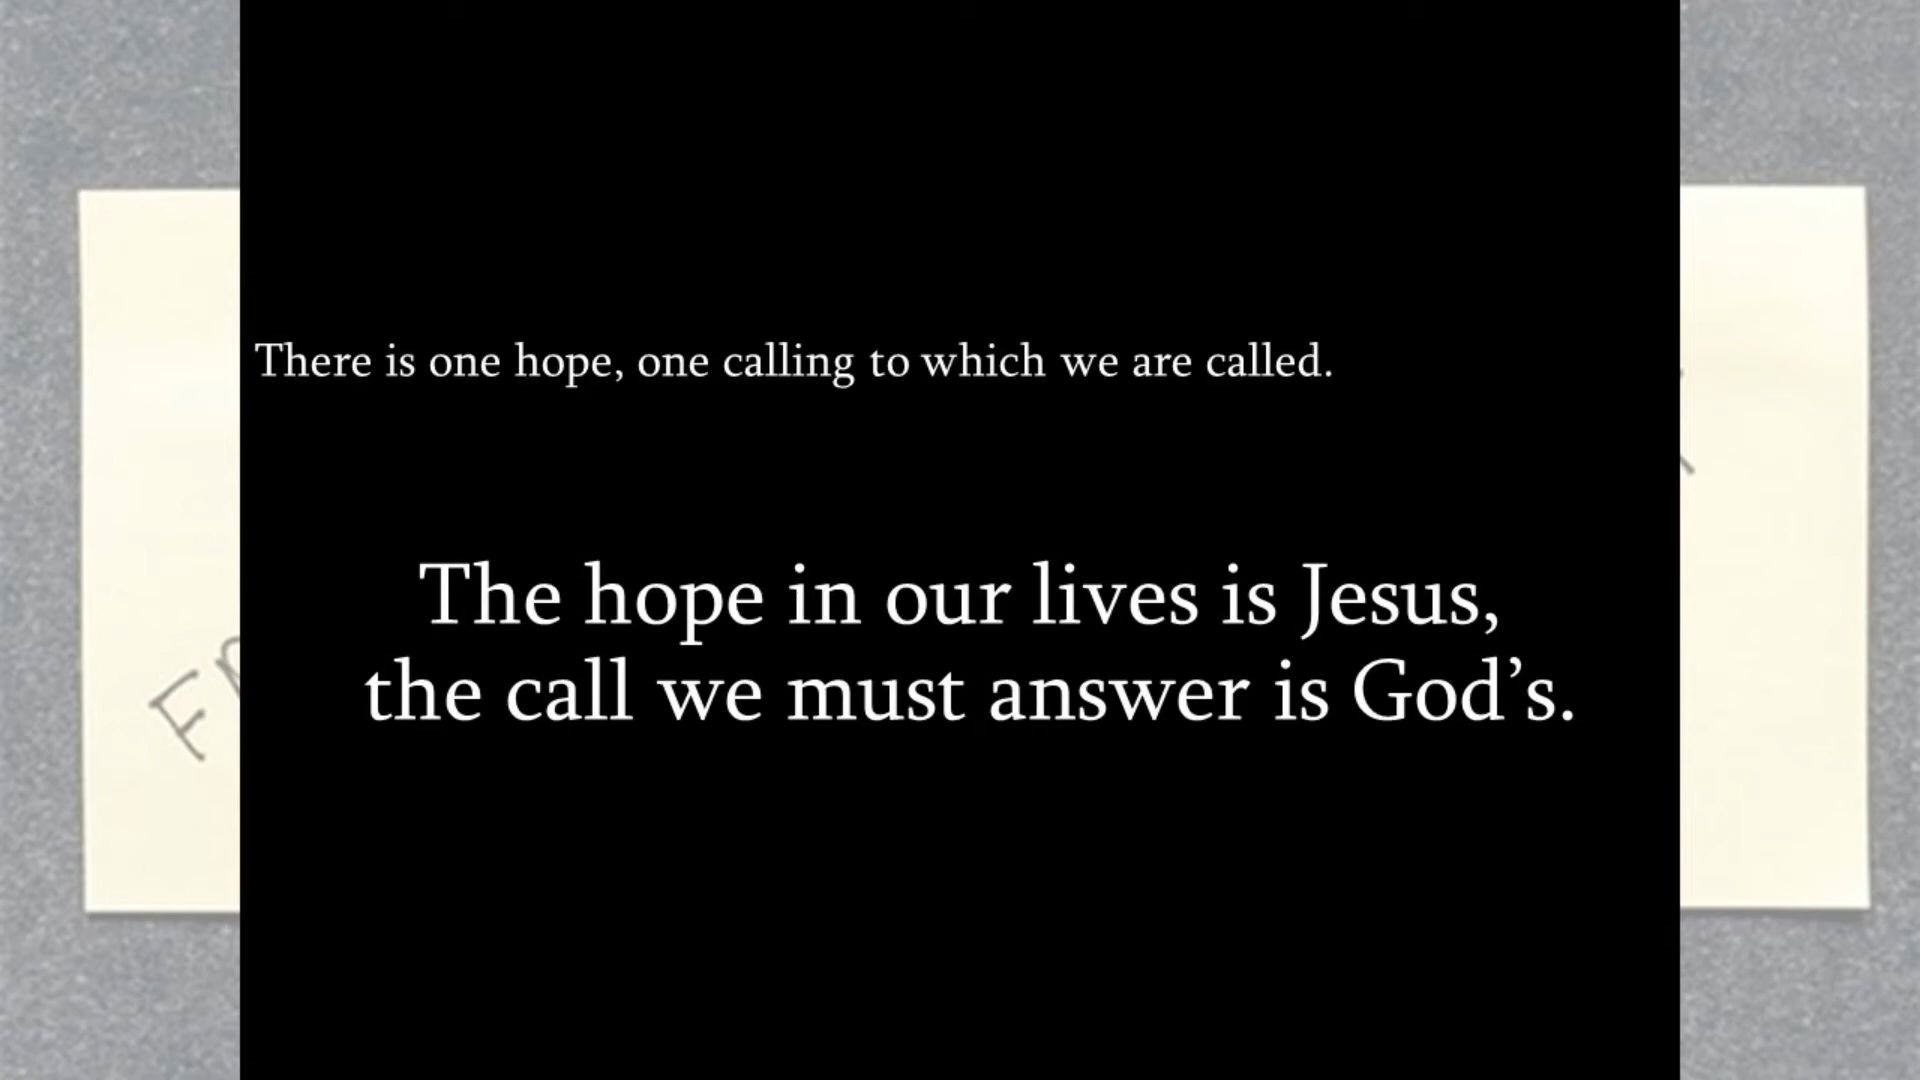 There is one hope, one calling to which we are called.
The hope in our lives is Jesus,
the call we must answer is God’s.